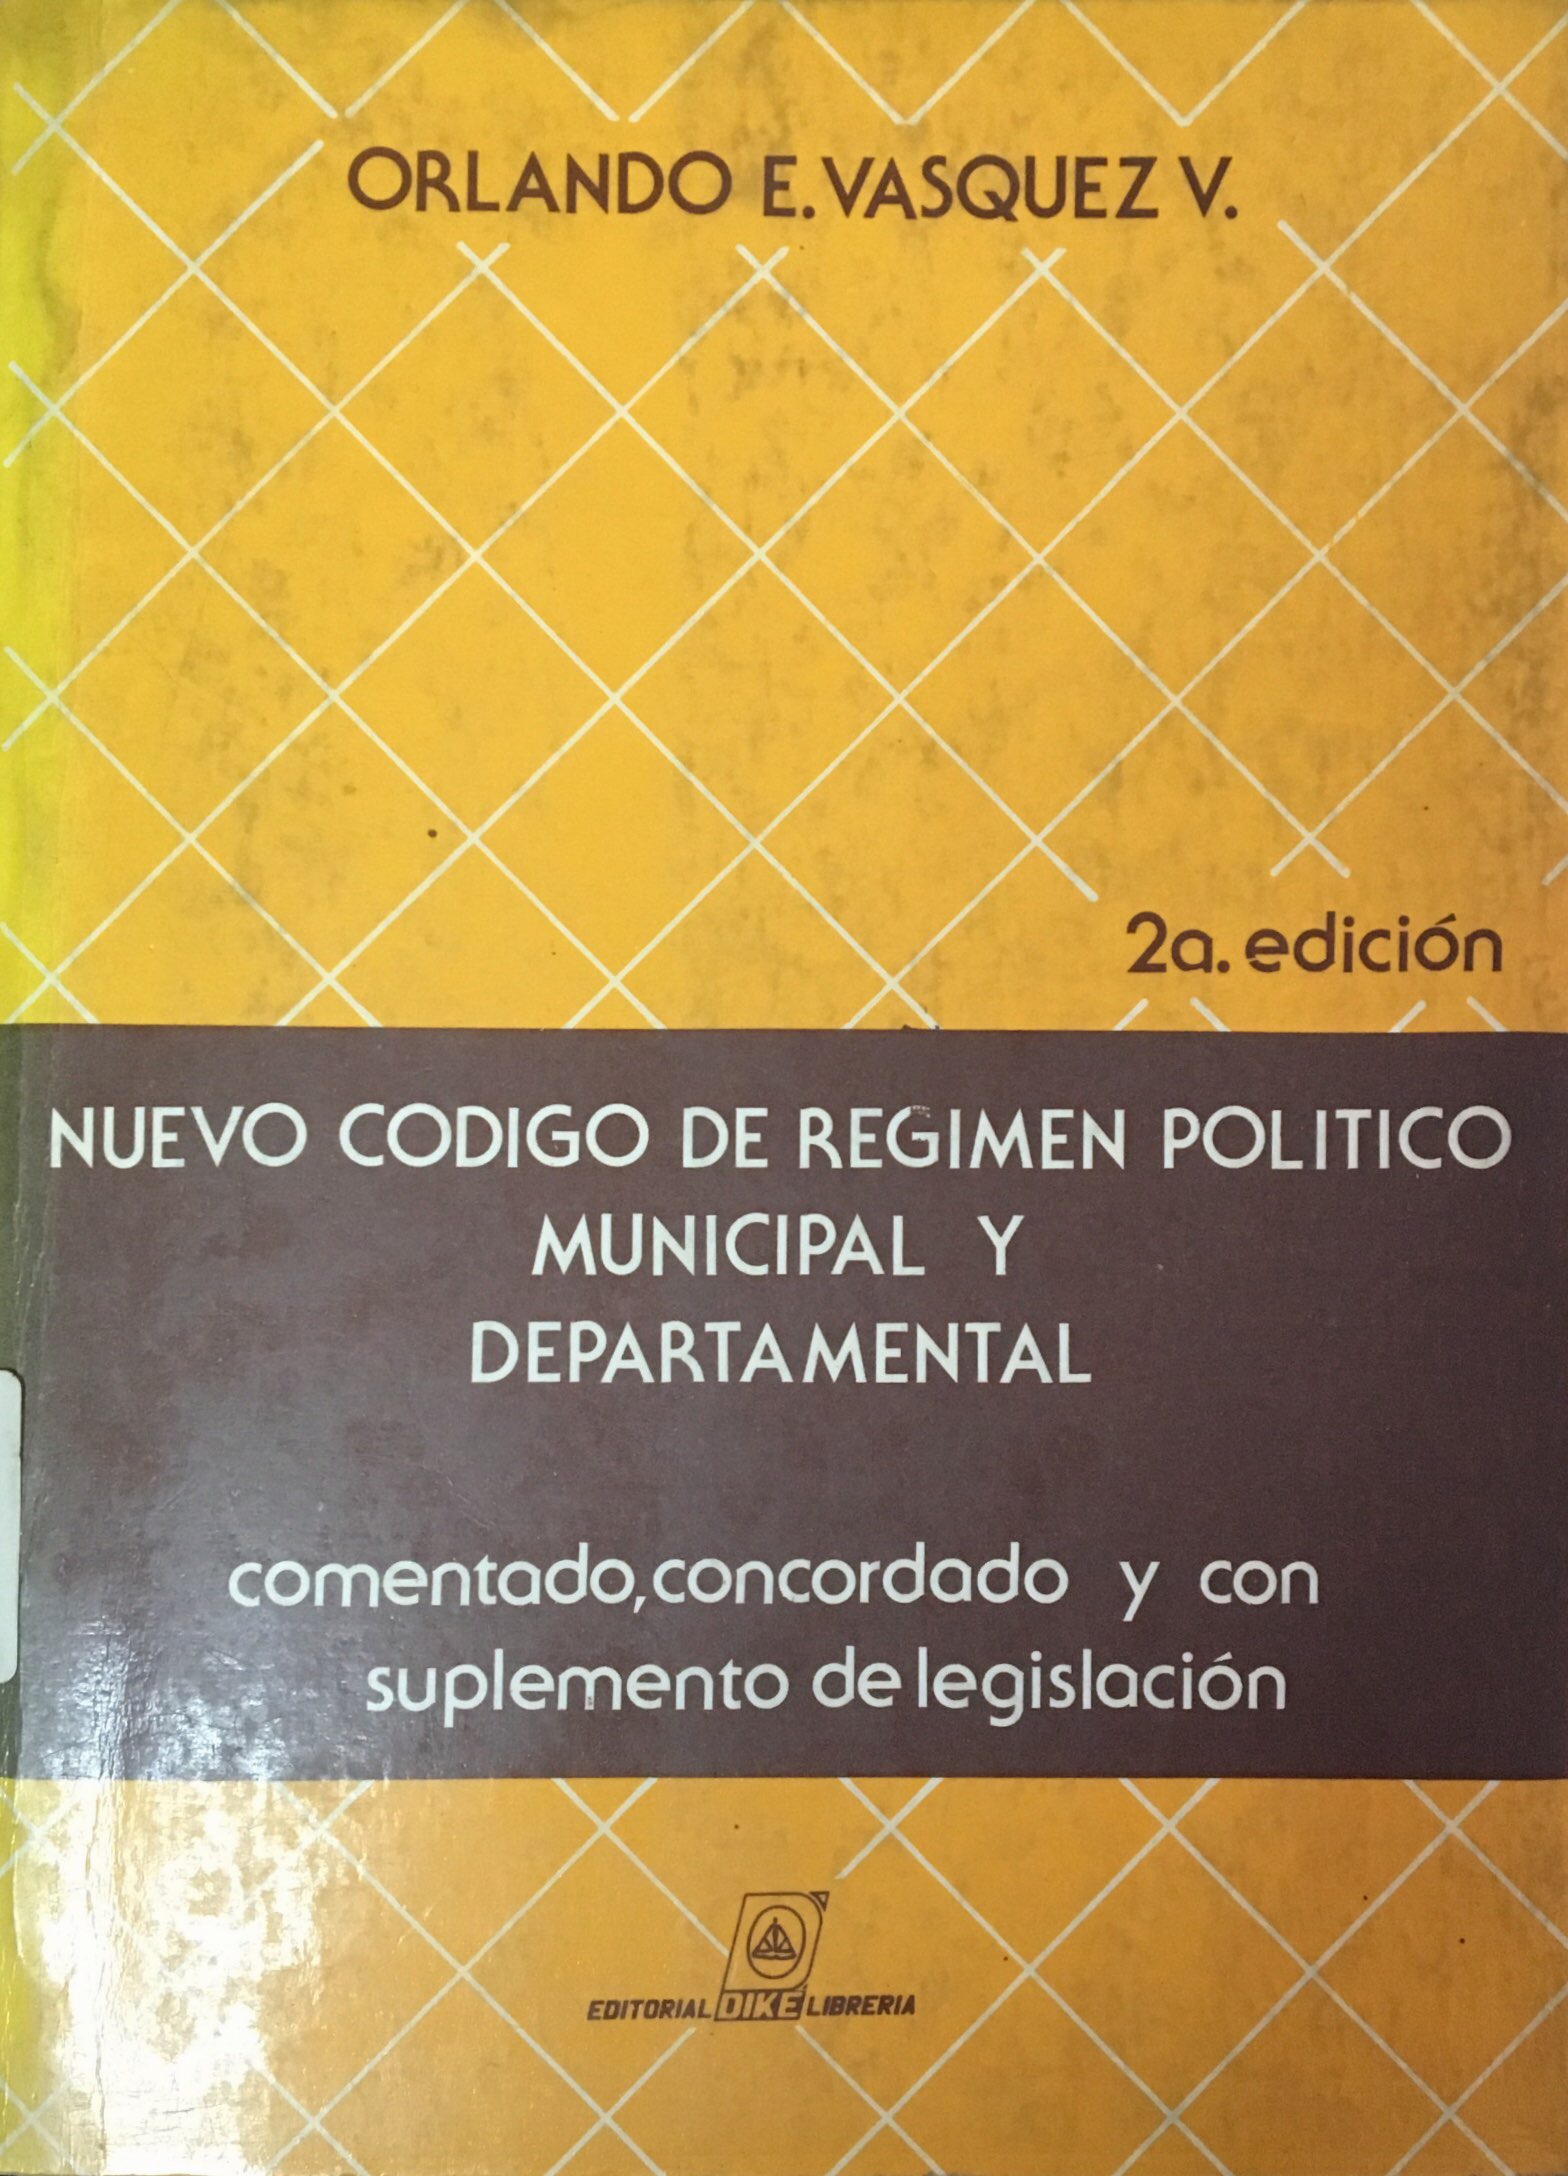 ORLANDO E. VASQUEZ V.
2a. edición
NUEVO CODIGO DE REGIMEN POLITICO
MUNICIPAL Y
DEPARTAMENTAL
comentado, concordado y con
suplemento de legislación
EDITORIAL DIKE LIBRERIA